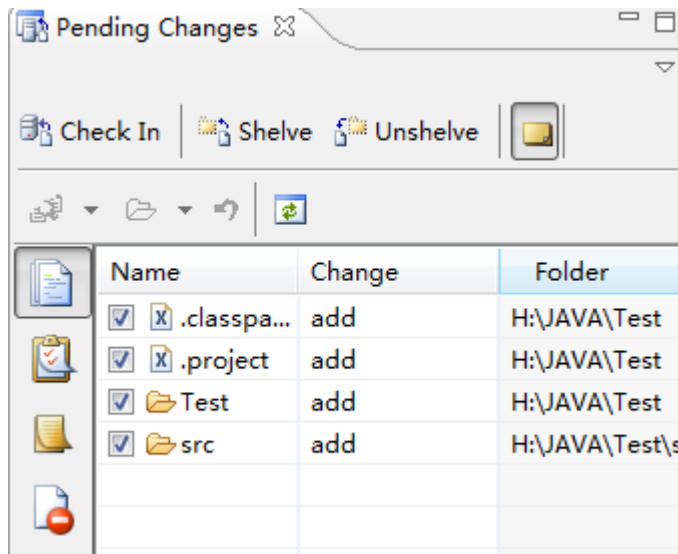 Pending Changes
Check In Shelve Unshelve
Name Change Folder
.classpa... add H:\JAVA\Test
.project add H:\JAVA\Test
Test add H:\JAVA\Test
src add H:\JAVA\Test\s